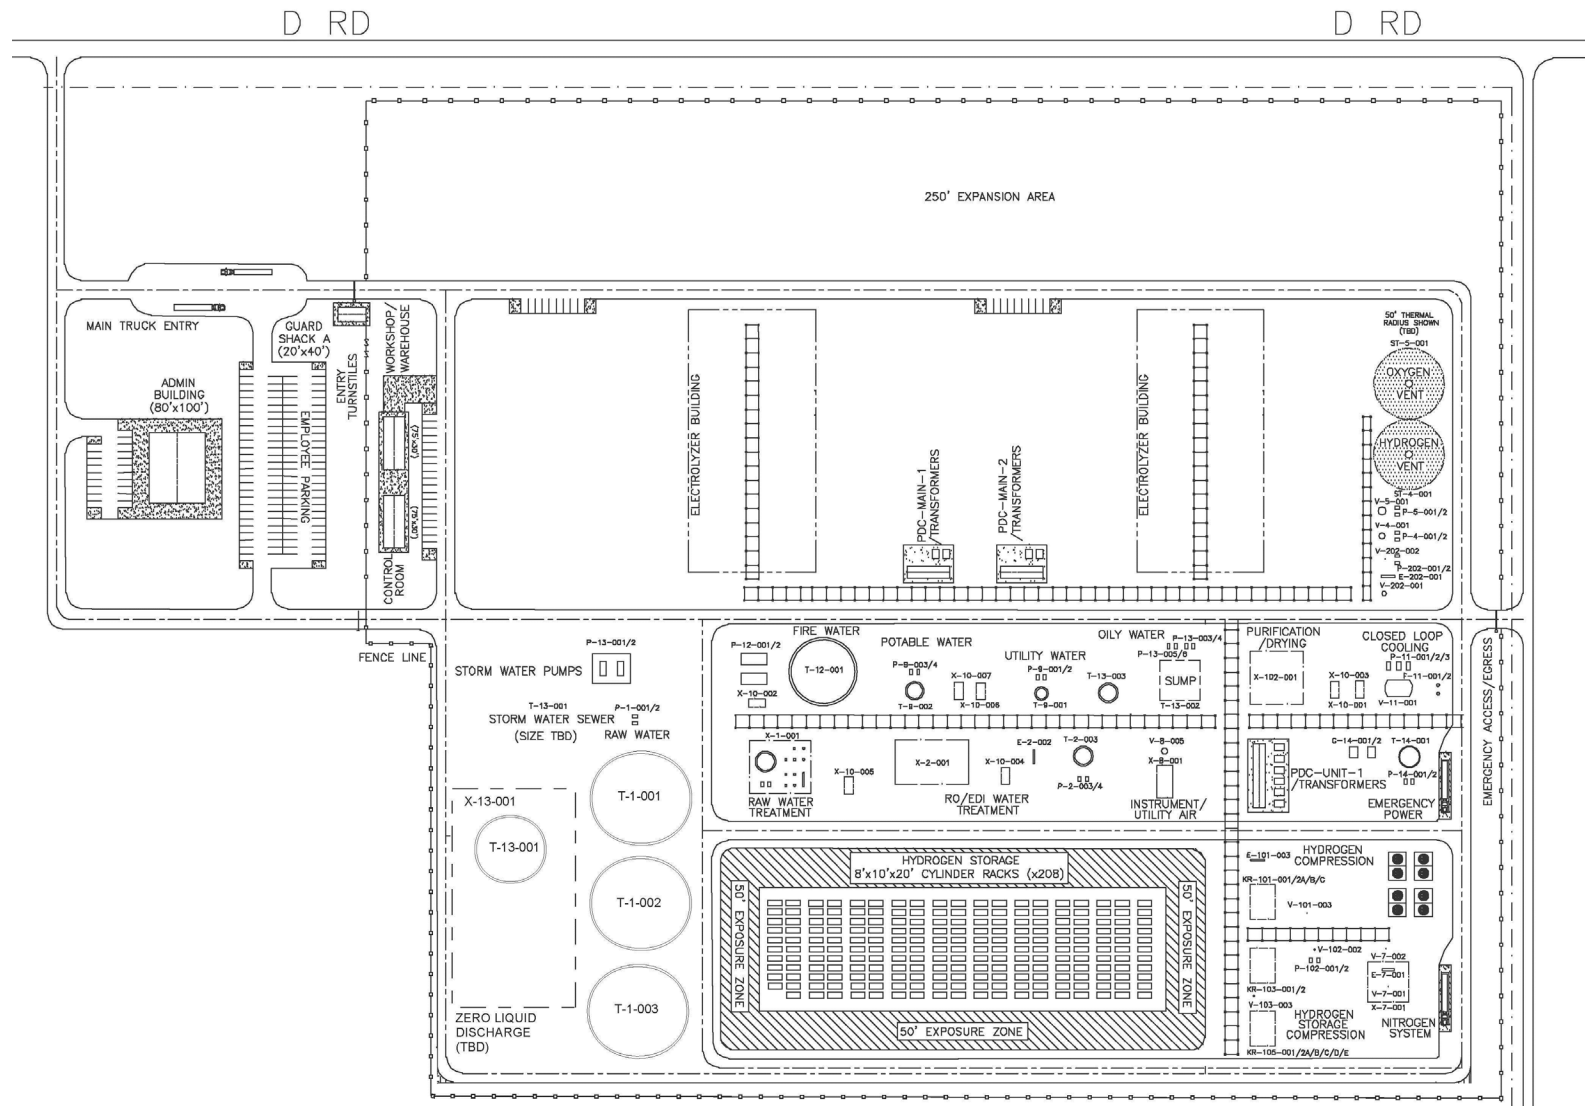 D RD
D RD
250' EXPANSION AREA
MAIN TRUCK ENTRY
GUARD
SHACK A
(20'x40')
WORKSHOP/
WAREHOUSE
ENTRY
TURNSTILES
ADMIN
BUILDING
(80'x100')
EMPLOYEE PARKING
(75'x30')
(75'x30')
CONTROL
ROOM
FENCE LINE
ELECTROLYZER BUILDING
PDC-MAIN-1
/TRANSFORMERS
PDC-MAIN-2
/TRANSFORMERS
ELECTROLYZER BUILDING
50' THERMAL
RADIUS SHOWN
(TBD)
ST-5-001
OXYGEN
VENT
HYDROGEN
VENT
ST-4-001
V-5-001
P-5-001/2
V-4-001
P-4-001/2
V-202-002
P-202-001/2
E-202-001
V-202-001
P-13-001/2
STORM WATER PUMPS
T-13-001
STORM WATER SEWER
(SIZE TBD)
P-1-001/2
RAW WATER
T-1-001
T-1-002
T-1-003
X-13-001
T-13-001
ZERO LIQUID
DISCHARGE
(TBD)
FIRE WATER
P-12-001/2
T-12-001
X-10-002
POTABLE WATER
P-9-003/4
T-9-002
X-10-007
X-10-006
UTILITY WATER
P-9-001/2
T-9-001
T-13-003
OILY WATER
P-13-003/4
P-13-005/6
SUMP
T-13-002
PURIFICATION
/DRYING
X-102-001
X-10-003
X-10-001
CLOSED LOOP
COOLING
P-11-001/2/3
F-11-001/2
V-11-001
EMERGENCY ACCESS/EGRESS
X-1-001
RAW WATER
TREATMENT
X-10-005
X-2-001
X-10-004
RO/EDI WATER
TREATMENT
E-2-002
T-2-003
P-2-003/4
V-8-005
X-8-001
INSTRUMENT/
UTILITY AIR
PDC-UNIT-1
/TRANSFORMERS
G-14-001/2
T-14-001
P-14-001/2
EMERGENCY
POWER
HYDROGEN STORAGE
8'x10'x20' CYLINDER RACKS (x208)
50' EXPOSURE ZONE
50' EXPOSURE ZONE
50' EXPOSURE ZONE
E-101-003
HYDROGEN
COMPRESSION
KR-101-001/2A/B/C
V-101-003
V-102-002
P-102-001/2
KR-103-001/2
V-103-003
HYDROGEN
STORAGE
COMPRESSION
KR-105-001/2A/B/C/D/E
V-7-002
E-7-001
V-7-001
X-7-001
NITROGEN
SYSTEM